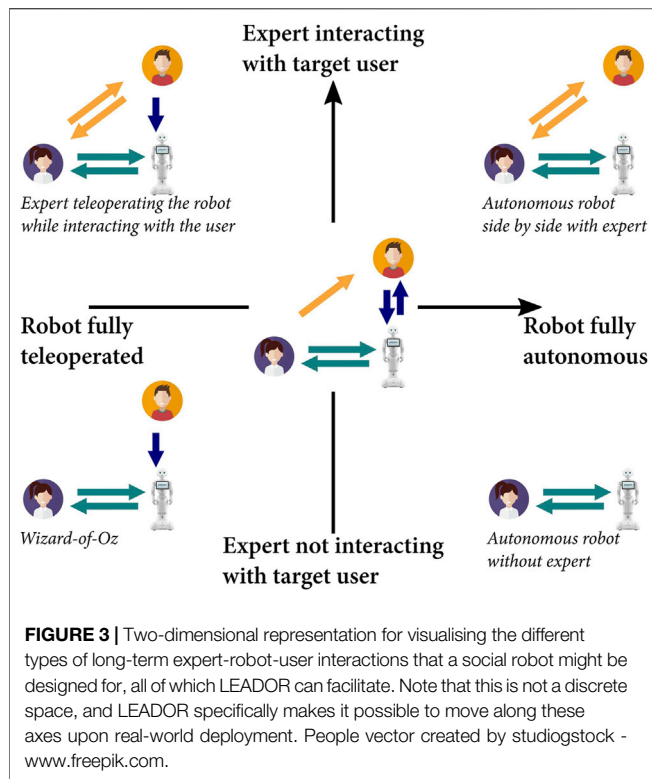 Expert interacting
with target user
Expert teleoperating the robot
while interacting with the user
Autonomous robot
side by side with expert
Robot fully
teleoperated
Robot fully
autonomous
Wizard-of-Oz
Expert not interacting
with target user
Autonomous robot
without expert
FIGURE 3 | Two-dimensional representation for visualising the different
types of long-term expert-robot-user interactions that a social robot might be
designed for, all of which LEADOR can facilitate. Note that this is not a discrete
space, and LEADOR specifically makes it possible to move along these
axes upon real-world deployment. People vector created by studiogstock -
www.freepik.com.